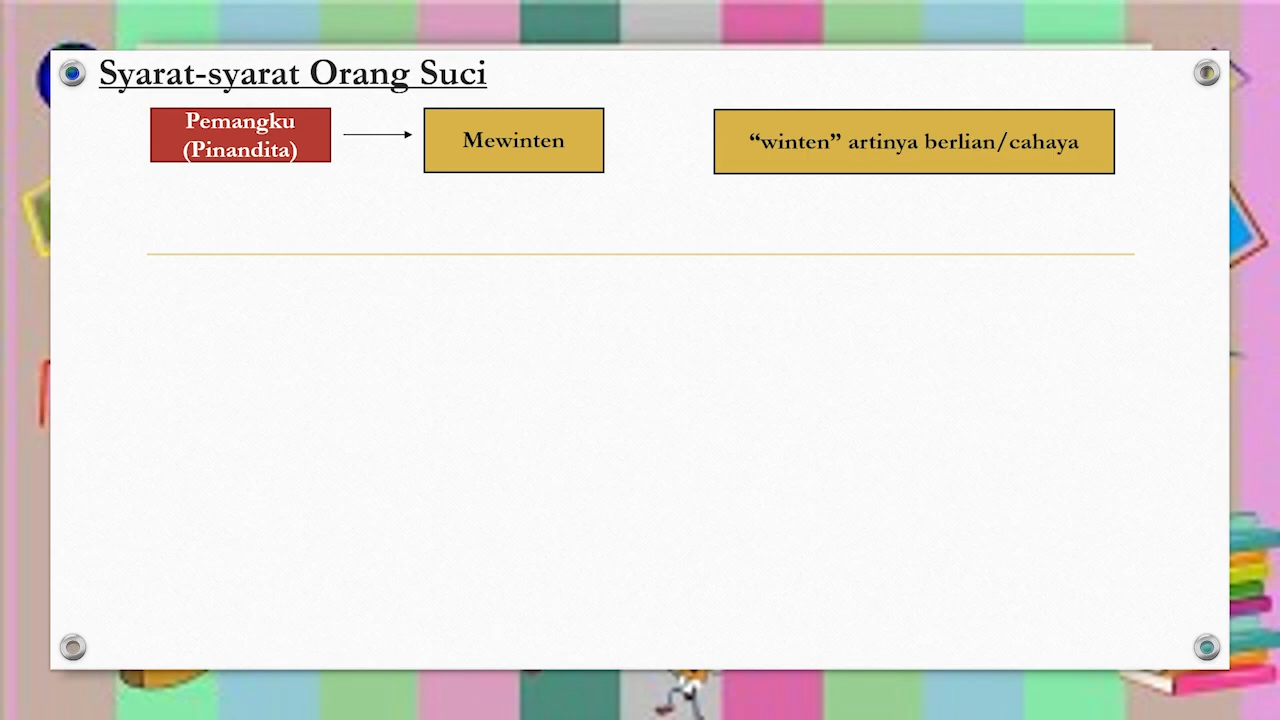 Syarat-syarat Orang Suci
Pemangku
(Pinandita)
Mewinten
“winten” artinya berlian/cahaya